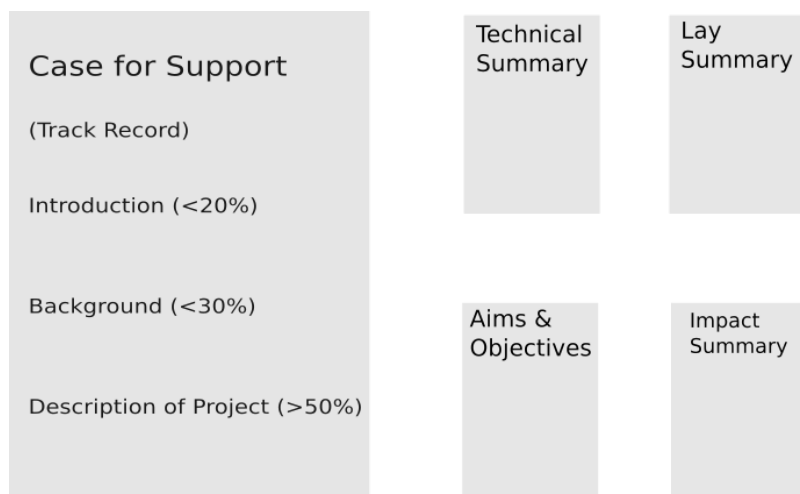 Case for Support
(Track Record)
Introduction (<20%)
Background (<30%)
Description of Project (>50%)
Technical
Summary
Lay
Summary
Aims &
Objectives
Impact
Summary